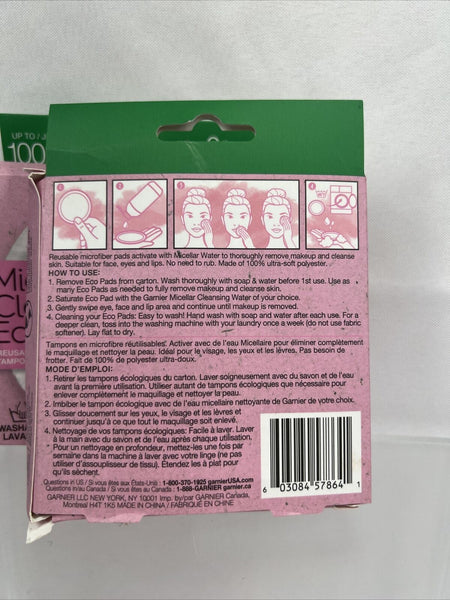 UP TO / J
100
Mi
Cl
Ec
REUSA
TAMPO
WASHA
LAVA
1
2
3
4
Reusable microfiber pads activate with Micellar Water to thoroughly remove makeup and cleanse
skin. Suitable for face, eyes and lips. No need to rub. Made of 100% ultra-soft polyester.
HOW TO USE:
1. Remove Eco Pads from carton. Wash thoroughly with soap & water before 1st use. Use as
many Eco Pads as needed to fully remove makeup and cleanse skin.
2. Saturate Eco Pad with the Garnier Micellar Cleansing Water of your choice.
3. Gently swipe eye, face and lip area and continue until all makeup is removed.
4. Cleaning your Eco Pads: Easy to wash! Hand wash with soap and water after each use. For a
deeper clean, toss into the washing machine with your laundry once a week (do not use fabric
softener). Lay flat to dry.
Tampons en microfibre réutilisables. Activer avec de l'eau Micellaire pour éliminer complètement
le maquillage et nettoyer la peau. Idéal pour le visage, les yeux et les lèvres. Pas besoin de
frotter. Fait de 100% de polyester ultra-doux.
MODE D'EMPLOI:
1. Retirer les tampons écologiques du carton. Laver soigneusement avec du savon et de l'eau
avant la première utilisation. Utiliser autant de tampons écologiques que nécessaire pour
enlever complètement le maquillage et nettoyer la peau.
2. Imbiber le tampon écologique avec de l'eau micellaire nettoyante de Garnier de votre choix.
3. Glisser doucement sur les yeux, le visage et les lèvres et
continuer jusqu'à ce que tout le maquillage soit enlevé.
4. Nettoyage de vos tampons écologiques: Facile à laver. Laver
à la main avec du savon et de l'eau après chaque utilisation.
Pour un nettoyage en profondeur, mettez-les une fois par
semaine dans la machine à laver avec votre linge (ne pas
utiliser d'assouplisseur de tissu). Étendez les à plat pour
qu'ils sèchent.
Questions in US / Si vous êtes aux États-Unis: 1-800-370-1925 garnierUSA.com
Questions in/au Canada / Si vous êtes au Canada: 1-888-GARNIER garnier.ca
GARNIER LLC NEW YORK, NY 10001 Imp. by/par GARNIER Canada,
Montréal H4T 1K5 MADE IN CHINA / FABRIQUÉ EN CHINE
6 03084 57864 1